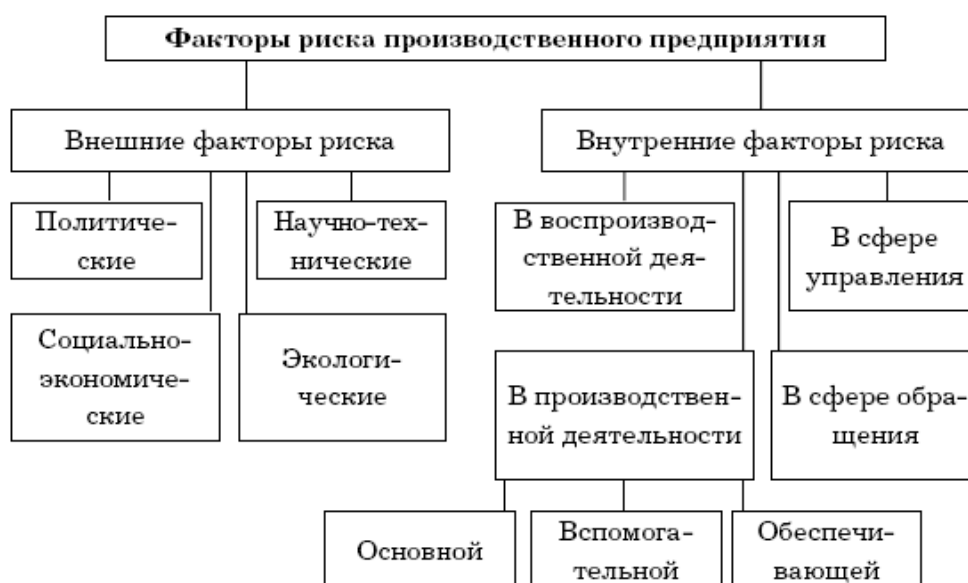 Факторы риска производственного предприятия
Внешние факторы риска
Внутренние факторы риска
Политиче-
ские
Научно-тех-
нические
В воспроизвод-
ственной дея-
тельности
В сфере
управления
Социально-
экономиче-
ские
Экологи-
ческие
В производствен-
ной деятельности
В сфере обра-
щения
Основной
Вспомога-
тельной
Обеспечи-
вающей